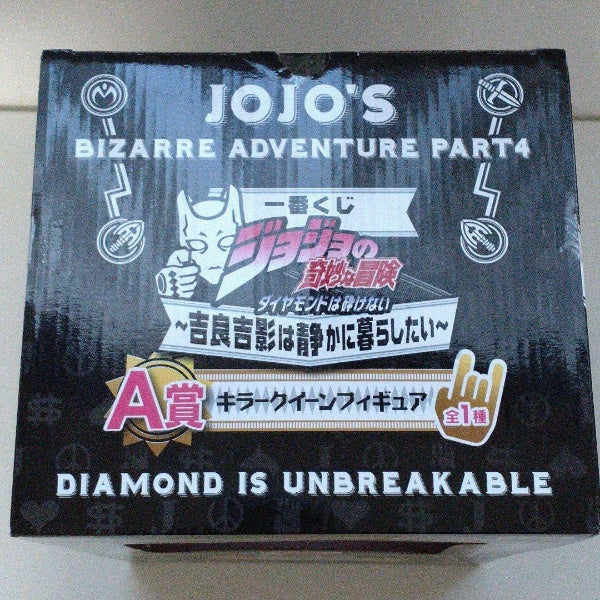 JOJO'S
BIZARRE ADVENTURE PART4
一番くじ
ジョジョの
奇妙な冒険
ダイヤモンドは砕けない
～吉良吉影は静かに暮らしたい～
A賞
キラークイーンフィギュア
全1種
DIAMOND IS UNBREAKABLE